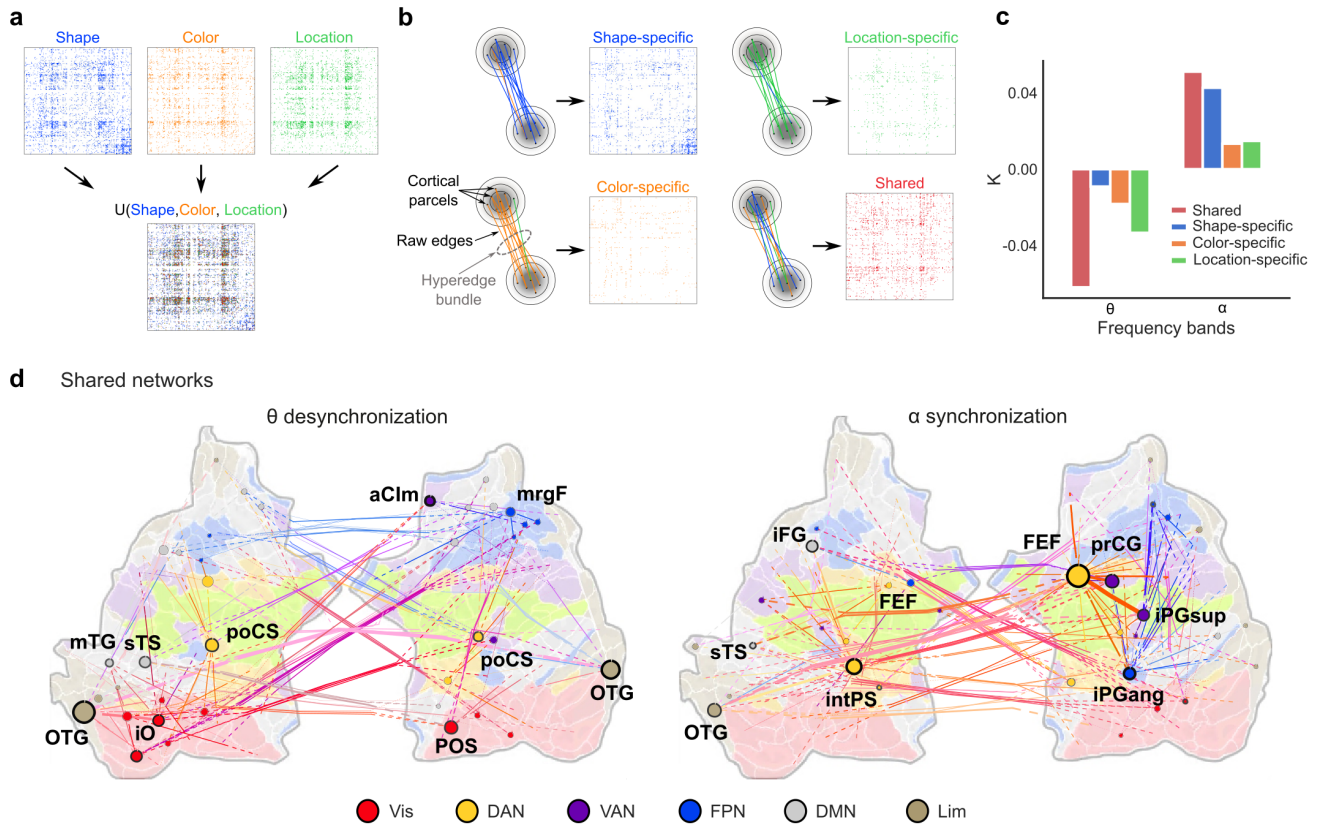 a
Shape
Color
Location
U(Shape,Color, Location)
b
Shape-specific
Location-specific
Cortical
parcels
Raw edges
Hyperedge
bundle
Color-specific
Shared
c
K
0.04
0.00
-0.04
Shared
Shape-specific
Color-specific
Location-specific
θ
α
Frequency bands
d
Shared networks
θ desynchronization
α synchronization
aCIm
mrgF
mTG
sTS
poCS
poCS
OTG
OTG
iO
POS
iFG
FEF
prCG
FEF
iPGsup
sTS
intPS
iPGang
OTG
Vis
DAN
VAN
FPN
DMN
Lim